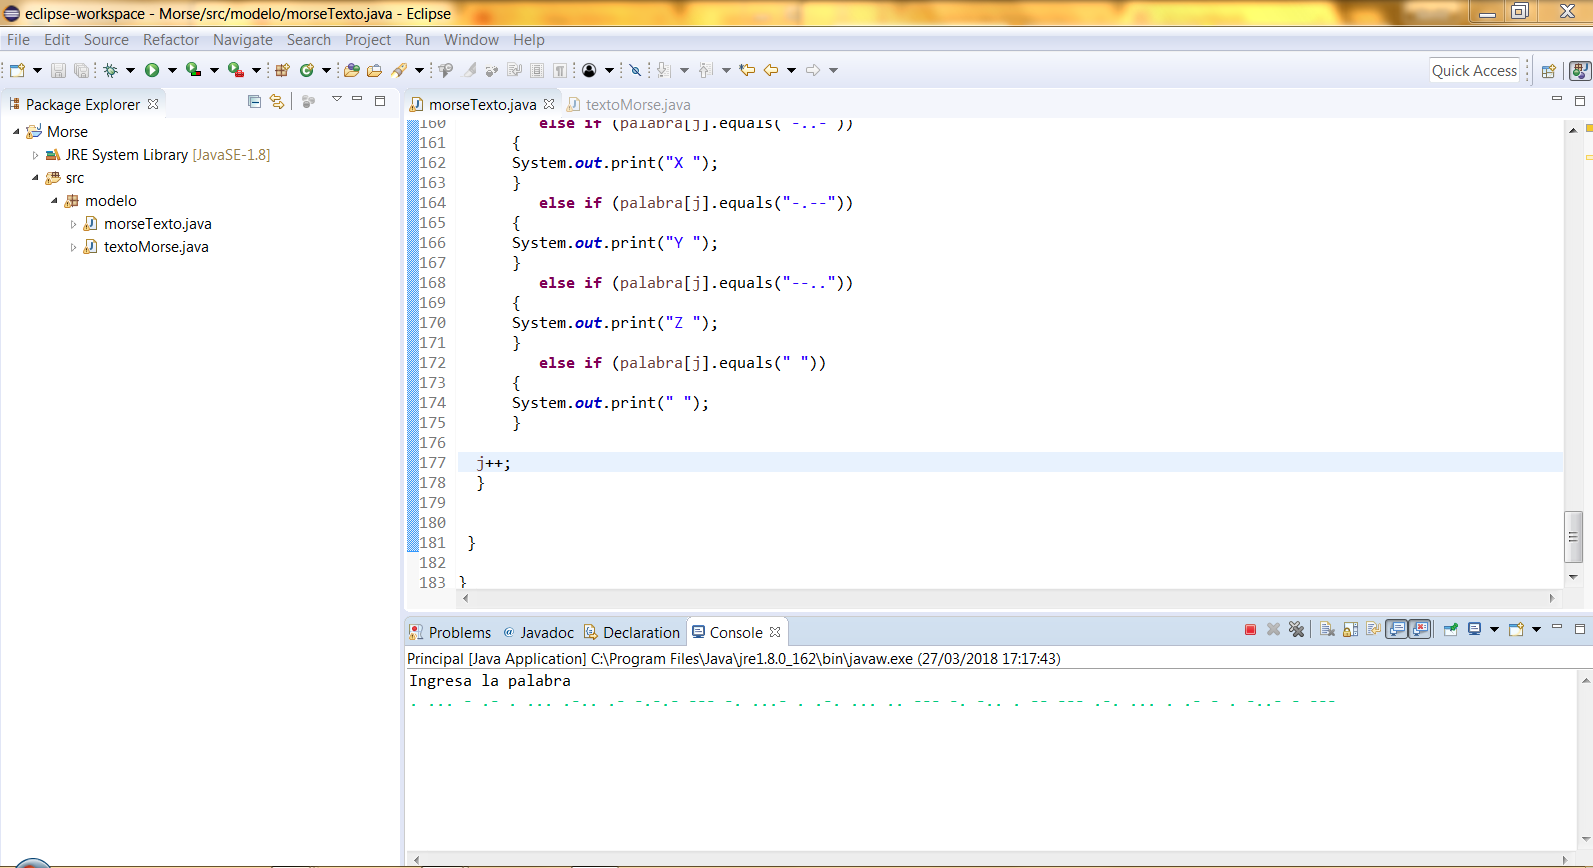 eclipse-workspace - Morse/src/modelo/morseTexto.java - Eclipse
File Edit Source Refactor Navigate Search Project Run Window Help
Quick Access
Package Explorer
morseTexto.java textoMorse.java
Morse
JRE System Library [JavaSE-1.8]
src
modelo
morseTexto.java
textoMorse.java
160 else if (palabra[j].equals("-..-"))
161 {
162 System.out.print("X ");
163 }
164 else if (palabra[j].equals("-.--"))
165 {
166 System.out.print("Y ");
167 }
168 else if (palabra[j].equals("--.."))
169 {
170 System.out.print("Z ");
171 }
172 else if (palabra[j].equals(" "))
173 {
174 System.out.print(" ");
175 }
176
177 j++;
178 }
179
180
181 }
182
183 }
Problems @ Javadoc Declaration Console
Principal [Java Application] C:\Program Files\Java\jre1.8.0_162\bin\javaw.exe (27/03/2018 17:17:43)
Ingresa la palabra
. ... - .- . ... .-.. .- -.-.- --- -. ...- . .-. ... .. --- -. -.. . -- --- .-. ... . .- - . -..- - ---